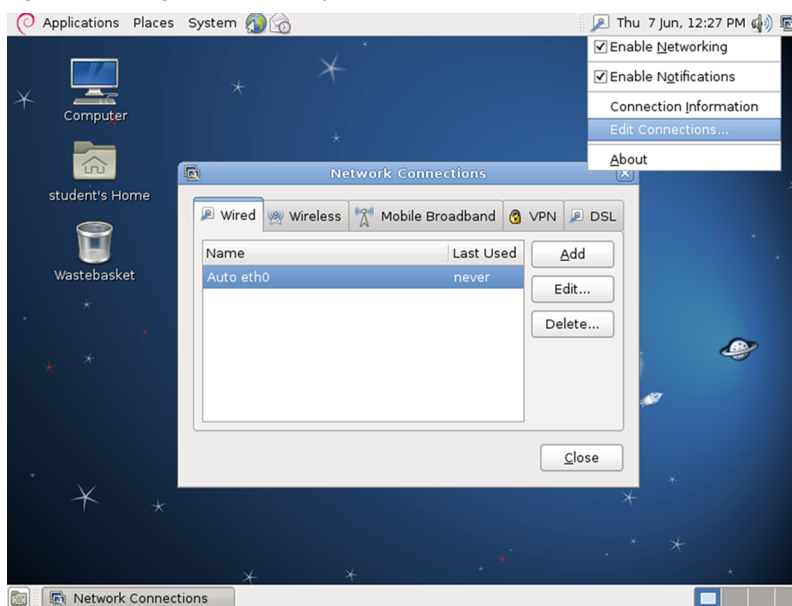 Applications Places System Thu 7 Jun, 12:27 PM
Enable Networking
Enable Notifications
Connection Information
Edit Connections...
About
Computer
student's Home
Wastebasket
Network Connections
Wired Wireless Mobile Broadband VPN DSL
Name Last Used
Auto eth0 never
Add
Edit...
Delete...
Close
Network Connections